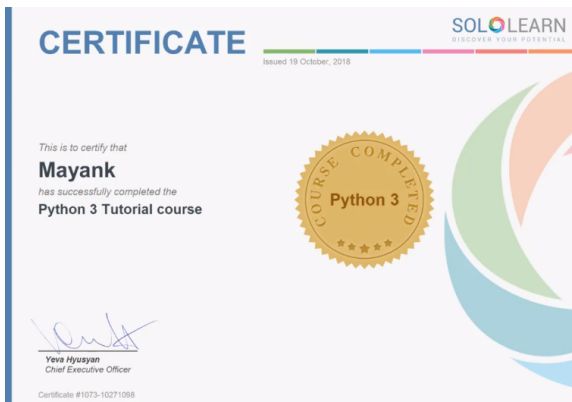 CERTIFICATE
SOLOLEARN
DISCOVER YOUR POTENTIAL
Issued 19 October, 2018
This is to certify that
Mayank
has successfully completed the
Python 3 Tutorial course
COURSE COMPLETED
Python 3
Yeva Hyusyan
Chief Executive Officer
Certificate #1073-10271098